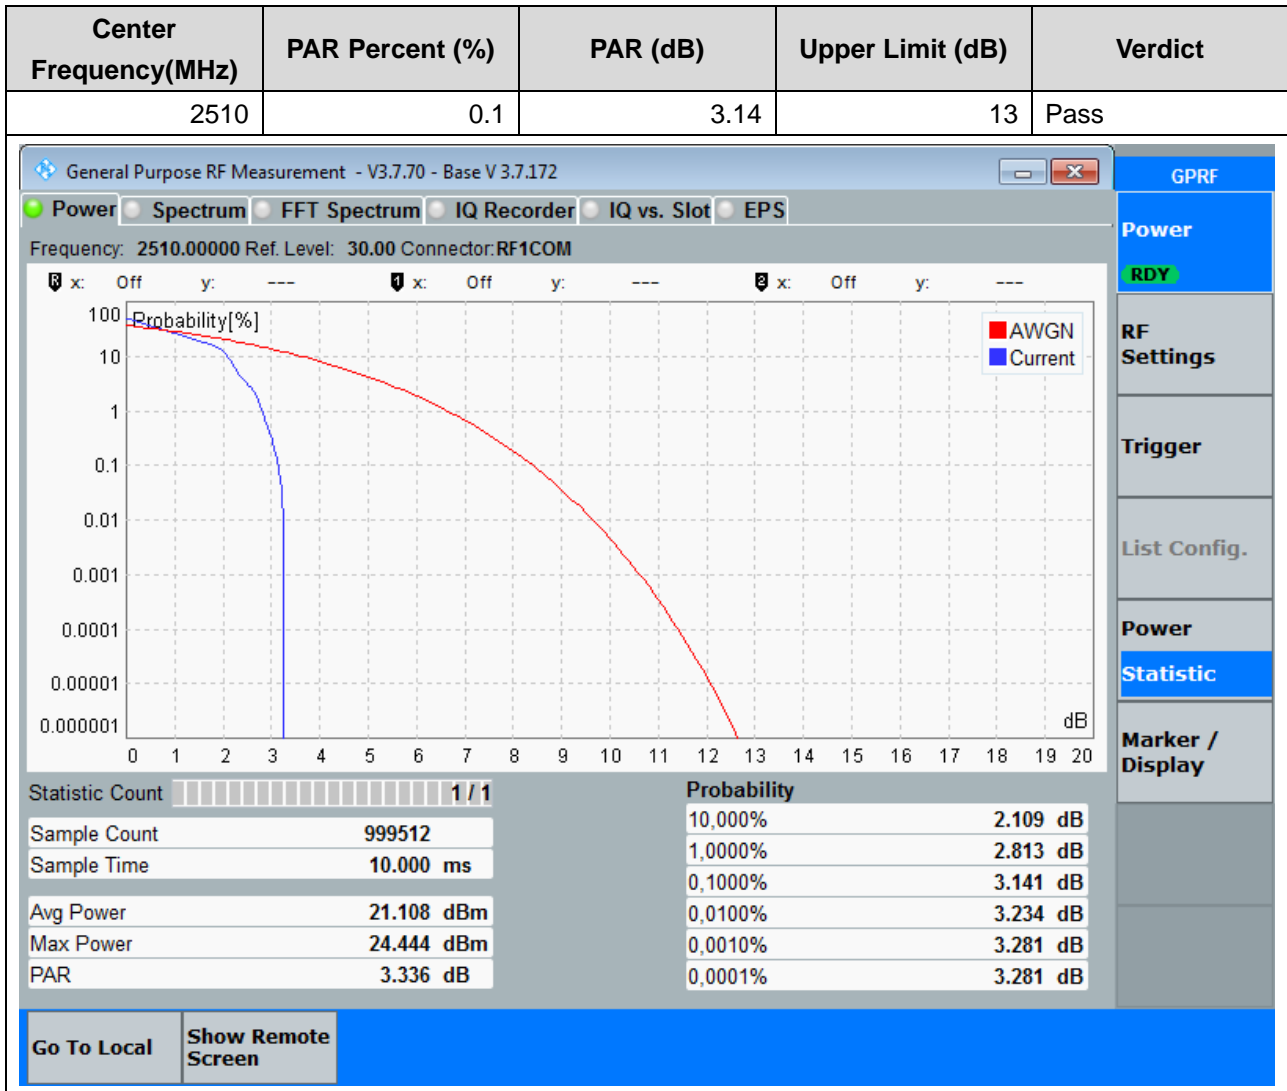 Center Frequency(MHz) PAR Percent (%) PAR (dB) Upper Limit (dB) Verdict
2510 0.1 3.14 13 Pass
General Purpose RF Measurement - V3.7.70 - Base V 3.7.172
GPRF
Power Spectrum FFT Spectrum IQ Recorder IQ vs. Slot EPS
Frequency: 2510.00000 Ref. Level: 30.00 Connector:RF1COM
R x: Off y: --- 1 x: Off y: --- 2 x: Off y: ---
Probability[%]
100
10
1
0.1
0.01
0.001
0.0001
0.00001
0.000001
AWGN
Current
dB
0 1 2 3 4 5 6 7 8 9 10 11 12 13 14 15 16 17 18 19 20
Statistic Count 1 / 1
Sample Count 999512
Sample Time 10.000 ms
Avg Power 21.108 dBm
Max Power 24.444 dBm
PAR 3.336 dB
Probability
10,000% 2.109 dB
1,0000% 2.813 dB
0,1000% 3.141 dB
0,0100% 3.234 dB
0,0010% 3.281 dB
0,0001% 3.281 dB
Power
RDY
RF
Settings
Trigger
List Config.
Power
Statistic
Marker /
Display
Go To Local
Show Remote
Screen